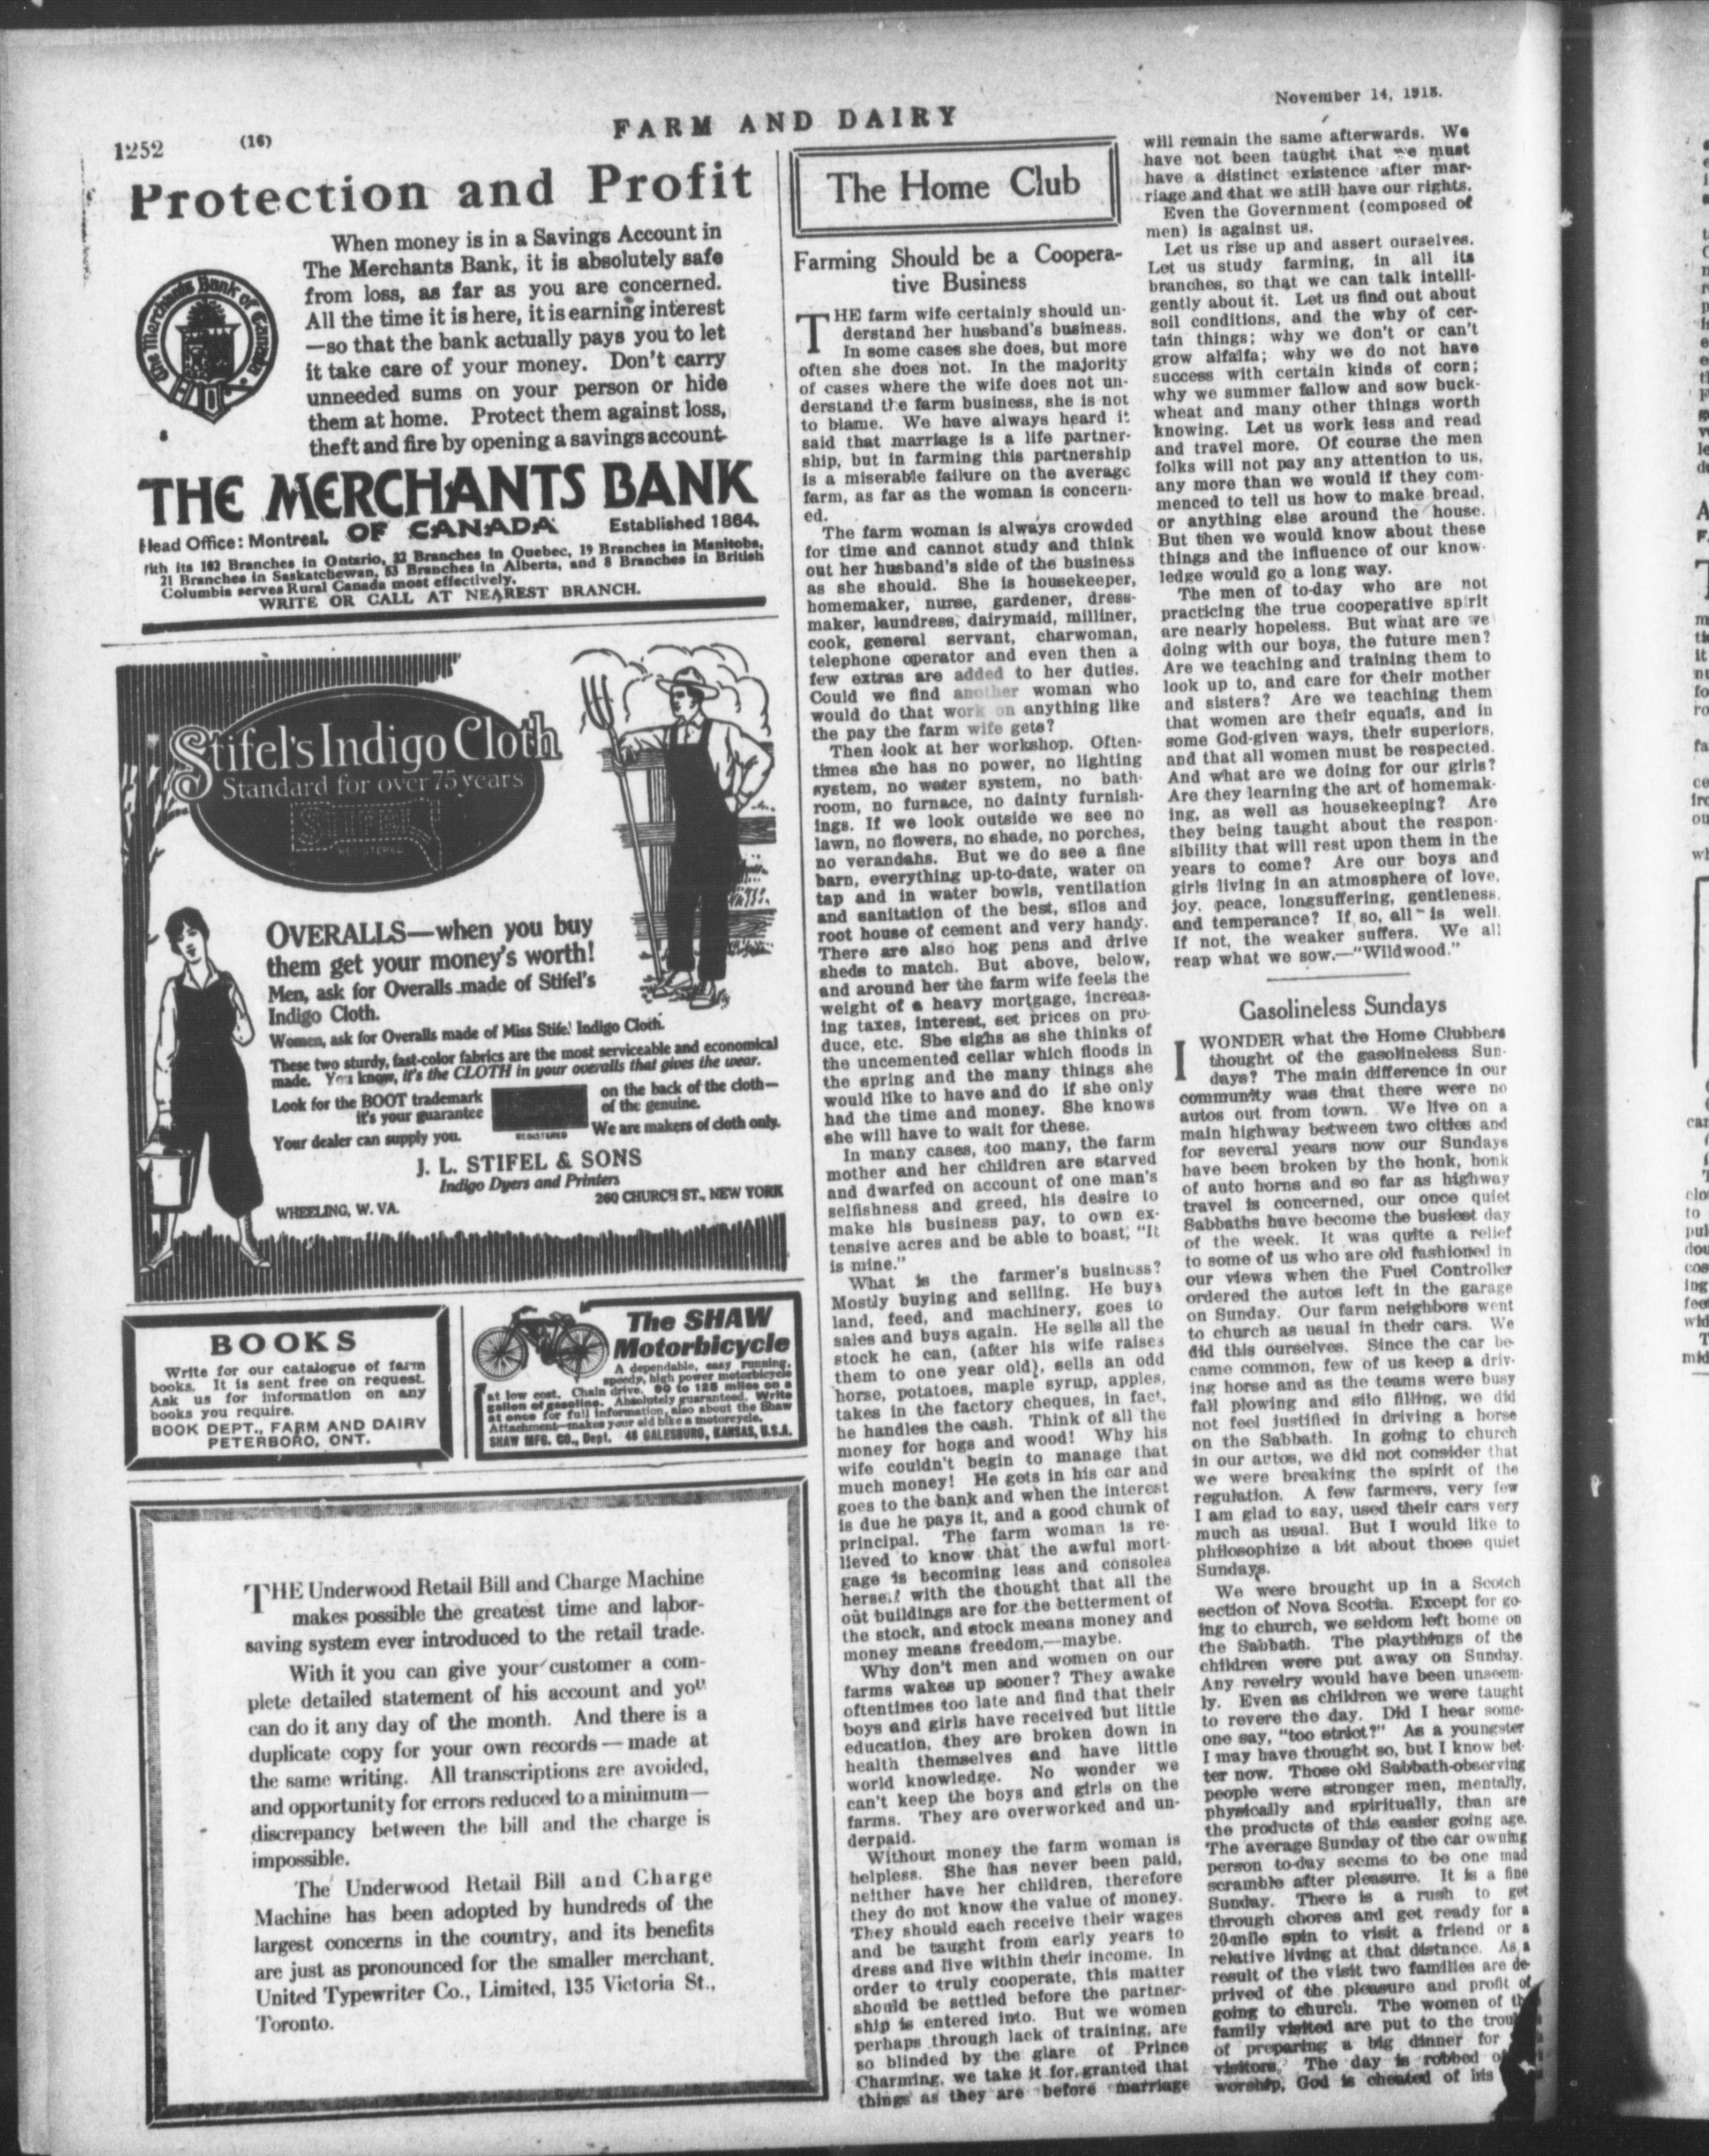 1252
(16)
FARM AND DAIRY
November 14, 1918.
Protection and Profit
When money is in a Savings Account in
The Merchants Bank, it is absolutely safe
from loss, as far as you are concerned.
All the time it is here, it is earning interest
—so that the bank actually pays you to let
it take care of your money. Don't carry
unneeded sums on your person or hide
them at home. Protect them against loss,
theft and fire by opening a savings account.
The Merchants Bank of Canada
THE MERCHANTS BANK
Head Office: Montreal. OF CANADA Established 1864.
ith its 102 Branches in Ontario, 32 Branches in Quebec, 19 Branches in Manitoba,
21 Branches in Saskatchewan, 53 Branches in Alberta, and 8 Branches in British
Columbia serves Rural Canada most effectively.
WRITE OR CALL AT NEAREST BRANCH.
Stifel's Indigo Cloth
Standard for over 75 years
STIFEL
REGISTERED
OVERALLS—when you buy
them get your money's worth!
Men, ask for Overalls made of Stifel's
Indigo Cloth.
Women, ask for Overalls made of Miss Stifel Indigo Cloth.
These two sturdy, fast-color fabrics are the most serviceable and economical
made. You know, it's the CLOTH in your overalls that gives the wear.
Look for the BOOT trademark on the back of the cloth—
it's your guarantee of the genuine.
REGISTERED
Your dealer can supply you. We are makers of cloth only.
J. L. STIFEL & SONS
Indigo Dyers and Printers
WHEELING, W. VA. 260 CHURCH ST., NEW YORK
BOOKS
Write for our catalogue of farm
books. It is sent free on request.
Ask us for information on any
books you require.
BOOK DEPT., FARM AND DAIRY
PETERBORO, ONT.
The SHAW
Motorbicycle
A dependable, easy running,
speedy, high power motorbicycle
at low cost. Chain drive. 90 to 125 miles on a
gallon of gasoline. Absolutely guaranteed. Write
at once for full information, also about the Shaw
Attachment—makes your old bike a motorcycle.
SHAW MFG. CO., Dept. 48 GALESBURG, KANSAS, U.S.A.
THE Underwood Retail Bill and Charge Machine
makes possible the greatest time and labor-
saving system ever introduced to the retail trade.
With it you can give your customer a com-
plete detailed statement of his account and you
can do it any day of the month. And there is a
duplicate copy for your own records—made at
the same writing. All transcriptions are avoided,
and opportunity for errors reduced to a minimum—
discrepancy between the bill and the charge is
impossible.
The Underwood Retail Bill and Charge
Machine has been adopted by hundreds of the
largest concerns in the country, and its benefits
are just as pronounced for the smaller merchant.
United Typewriter Co., Limited, 135 Victoria St.,
Toronto.
The Home Club
Farming Should be a Coopera-
tive Business
THE farm wife certainly should un-
derstand her husband's business.
In some cases she does, but more
often she does not. In the majority
of cases where the wife does not un-
derstand the farm business, she is not
to blame. We have always heard it
said that marriage is a life partner-
ship, but in farming this partnership
is a miserable failure on the average
farm, as far as the woman is concern-
ed.
The farm woman is always crowded
for time and cannot study and think
out her husband's side of the business
as she should. She is housekeeper,
homemaker, nurse, gardener, dress-
maker, laundress, dairymaid, milliner,
cook, general servant, charwoman,
telephone operator and even then a
few extras are added to her duties.
Could we find another woman who
would do that work on anything like
the pay the farm wife gets?
Then look at her workshop. Often-
times she has no power, no lighting
system, no water system, no bath-
room, no furnace, no dainty furnish-
ings. If we look outside we see no
lawn, no flowers, no shade, no porches,
no verandahs. But we do see a fine
barn, everything up-to-date, water on
tap and in water bowls, ventilation
and sanitation of the best, silos and
root house of cement and very handy.
There are also hog pens and drive
sheds to match. But above, below,
and around her the farm wife feels the
weight of a heavy mortgage, increas-
ing taxes, interest, set prices on pro-
duce, etc. She sighs as she thinks of
the uncemented cellar which floods in
the spring and the many things she
would like to have and do if she only
had the time and money. She knows
she will have to wait for these.
In many cases, too many, the farm
mother and her children are starved
and dwarfed on account of one man's
selfishness and greed, his desire to
make his business pay, to own ex-
tensive acres and be able to boast, "It
is mine."
What is the farmer's business?
Mostly buying and selling. He buys
land, feed, and machinery, goes to
sales and buys again. He sells all the
stock he can, (after his wife raises
them to one year old), sells an odd
horse, potatoes, maple syrup, apples,
takes in the factory cheques, in fact,
he handles the cash. Think of all the
money for hogs and wood! Why his
wife couldn't begin to manage that
much money! He gets in his car and
goes to the bank and when the interest
is due he pays it, and a good chunk of
principal. The farm woman is re-
lieved to know that the awful mort-
gage is becoming less and consoles
herself with the thought that all the
out buildings are for the betterment of
the stock, and stock means money and
money means freedom,—maybe.
Why don't men and women on our
farms wakes up sooner? They awake
oftentimes too late and find that their
boys and girls have received but little
education, they are broken down in
health themselves and have little
world knowledge. No wonder we
can't keep the boys and girls on the
farms. They are overworked and un-
derpaid.
Without money the farm woman is
helpless. She has never been paid,
neither have her children, therefore
they do not know the value of money.
They should each receive their wages
and be taught from early years to
dress and live within their income. In
order to truly cooperate, this matter
should be settled before the partner-
ship is entered into. But we women
perhaps through lack of training, are
so blinded by the glare of Prince
Charming, we take it for granted that
things as they are before marriage
will remain the same afterwards. We
have not been taught that we must
have a distinct existence after mar-
riage and that we still have our rights.
Even the Government (composed of
men) is against us.
Let us rise up and assert ourselves.
Let us study farming, in all its
branches, so that we can talk intelli-
gently about it. Let us find out about
soil conditions, and the why of cer-
tain things; why we don't or can't
grow alfalfa; why we do not have
success with certain kinds of corn;
why we summer fallow and sow buck-
wheat and many other things worth
knowing. Let us work less and read
and travel more. Of course the men
folks will not pay any attention to us,
any more than we would if they com-
menced to tell us how to make bread,
or anything else around the house.
But then we would know about these
things and the influence of our know-
ledge would go a long way.
The men of to-day who are not
practicing the true cooperative spirit
are nearly hopeless. But what are we
doing with our boys, the future men?
Are we teaching and training them to
look up to, and care for their mother
and sisters? Are we teaching them
that women are their equals, and in
some God-given ways, their superiors,
and that all women must be respected.
And what are we doing for our girls?
Are they learning the art of homemak-
ing, as well as housekeeping? Are
they being taught about the respon-
sibility that will rest upon them in the
years to come? Are our boys and
girls living in an atmosphere of love,
joy, peace, longsuffering, gentleness,
and temperance? If so, all is well.
If not, the weaker suffers. We all
reap what we sow.—"Wildwood."
Gasolineless Sundays
I WONDER what the Home Clubbers
thought of the gasolineless Sun-
days? The main difference in our
community was that there were no
autos out from town. We live on a
main highway between two cities and
for several years now our Sundays
have been broken by the honk, honk
of auto horns and so far as highway
travel is concerned, our once quiet
Sabbaths have become the busiest day
of the week. It was quite a relief
to some of us who are old fashioned in
our views when the Fuel Controller
ordered the autos left in the garage
on Sunday. Our farm neighbors went
to church as usual in their cars. We
did this ourselves. Since the car be-
came common, few of us keep a driv-
ing horse and as the teams were busy
fall plowing and silo filling, we did
not feel justified in driving a horse
on the Sabbath. In going to church
in our autos, we did not consider that
we were breaking the spirit of the
regulation. A few farmers, very few
I am glad to say, used their cars very
much as usual. But I would like to
philosophize a bit about those quiet
Sundays.
We were brought up in a Scotch
section of Nova Scotia. Except for go-
ing to church, we seldom left home on
the Sabbath. The playthings of the
children were put away on Sunday.
Any revelry would have been unseem-
ly. Even as children we were taught
to revere the day. Did I hear some-
one say, "too strict?" As a youngster
I may have thought so, but I know bet-
ter now. Those old Sabbath-observing
people were stronger men, mentally,
physically and spiritually, than are
the products of this easier going age.
The average Sunday of the car owning
person to-day seems to be one mad
scramble after pleasure. It is a fine
Sunday. There is a rush to get
through chores and get ready for a
20-mile spin to visit a friend or a
relative living at that distance. As a
result of the visit two families are de-
prived of the pleasure and profit of
going to church. The women of the
family visited are put to the trou
of preparing a big dinner for
visitors. The day is robbed of
worship, God is cheated of his